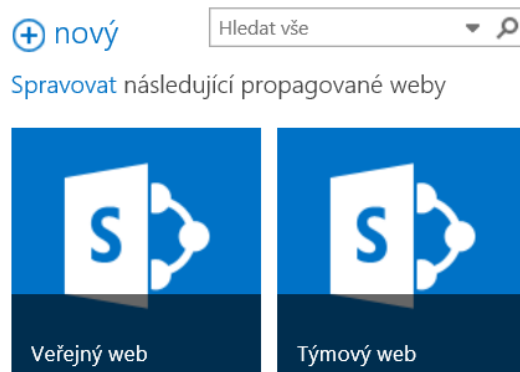 nový
Hledat vše
Spravovat následující propagované weby
S
S
Veřejný web
Týmový web